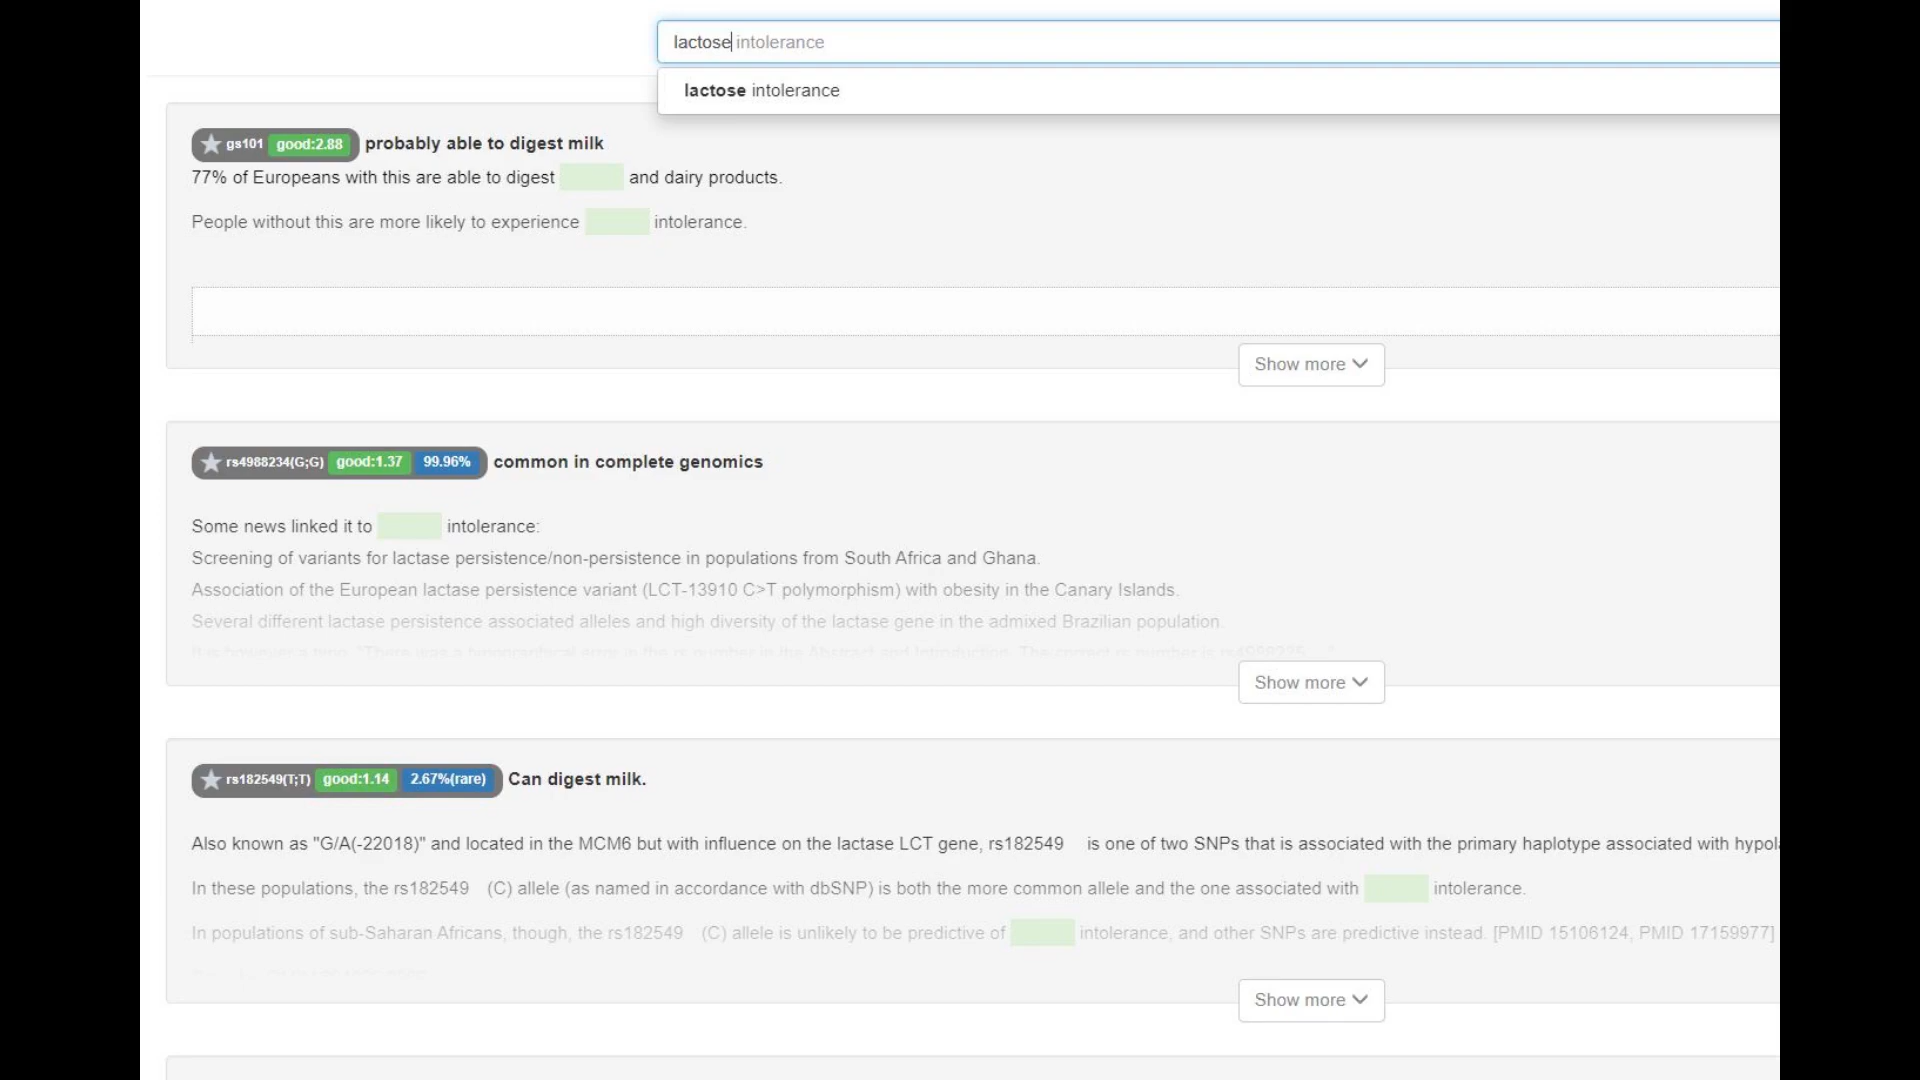 lactose intolerance
lactose intolerance
gs101 good:2.88 probably able to digest milk
77% of Europeans with this are able to digest and dairy products.
People without this are more likely to experience intolerance.
Show more
rs4988234(G;G) good:1.37 99.96% common in complete genomics
Some news linked it to intolerance:
Screening of variants for lactase persistence/non-persistence in populations from South Africa and Ghana.
Association of the European lactase persistence variant (LCT-13910 C>T polymorphism) with obesity in the Canary Islands.
Several different lactase persistence associated alleles and high diversity of the lactase gene in the admixed Brazilian population
Show more
rs182549(T;T) good:1.14 2.67%(rare) Can digest milk.
Also known as "G/A(-22018)" and located in the MCM6 but with influence on the lactase LCT gene, rs182549 is one of two SNPs that is associated with the primary haplotype associated with hypol
In these populations, the rs182549 (C) allele (as named in accordance with dbSNP) is both the more common allele and the one associated with intolerance.
In populations of sub-Saharan Africans, though, the rs182549 (C) allele is unlikely to be predictive of intolerance, and other SNPs are predictive instead. [PMID 15106124, PMID 17159977]
Show more